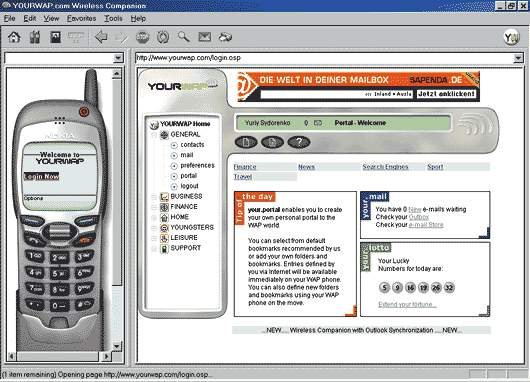 YOURWAP.com Wireless Companion
File Edit View Favorites Tools Help
http://www.yourwap.com/login.osp
NOKIA
Welcome to
YOURWAP
Login Now
Options
YOURWAP
DIE WELT IN DEINER MAILBOX SAPENDA.DE
Inland + Ausla Jetzt anklicken!
Yuriy Sydorenko 0 Portal - Welcome
YOURWAP Home
GENERAL
contacts
mail
preferences
portal
logout
BUSINESS
FINANCE
HOME
YOUNGSTERS
LEISURE
SUPPORT
Finance News Search Engines Sport
Travel
Tip of the day
your.portal enables you to create
your own personal portal to the
WAP world.
You can select from default
bookmarks recommended by us
or add your own folders and
bookmarks. Entries defined by
you via Internet will be available
immediately on your WAP phone.
You can also define new folders
and bookmarks using your WAP
phone on the move.
your.mail
You have 0 New e-mails waiting
Check your Outbox
Check your e-mail Store
your.lotto
Your Lucky
Numbers for today are:
5 9 16 19 26 32
Extend your fortune...
...NEW..... Wireless Companion with Outlook Synchronization .....NEW...
(1 item remaining) Opening page http://www.yourwap.com/login.osp...